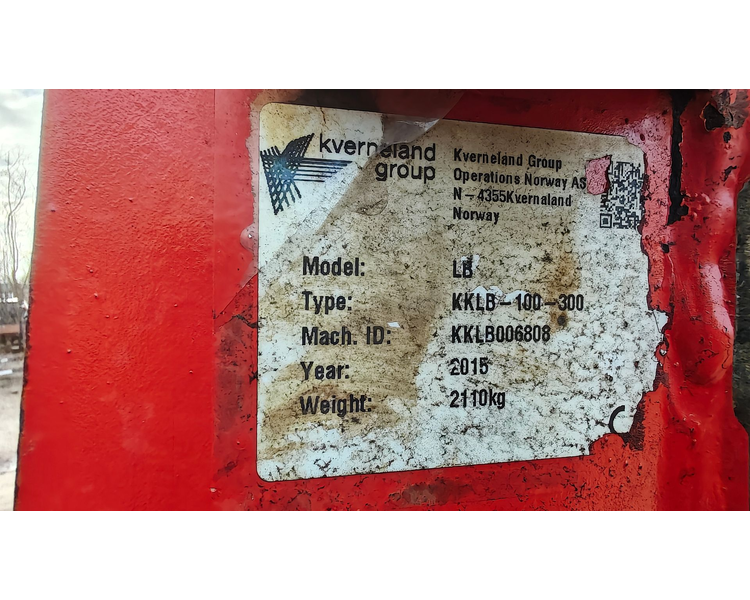 kverneland
group
Kverneland Group
Operations Norway AS
N-4355Kvernaland
Norway
Model: LB
Type: KKLB-100-300
Mach. ID: KKLB006808
Year: 2015
Weight: 2110kg